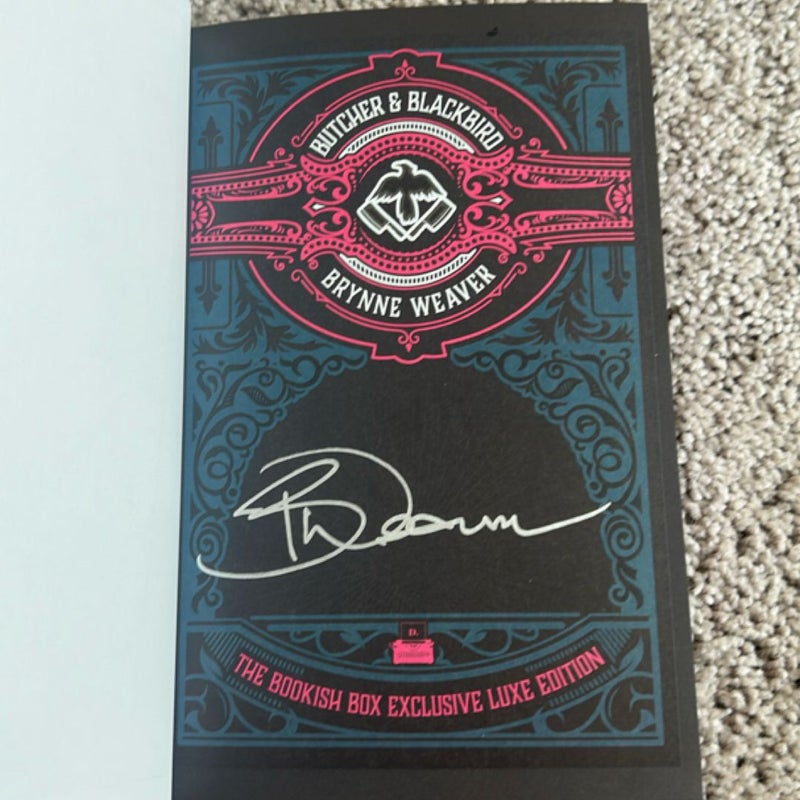 BUTCHER & BLACKBIRD
BRYNNE WEAVER
D.
THE BOOKISH BOX EXCLUSIVE LUXE EDITION